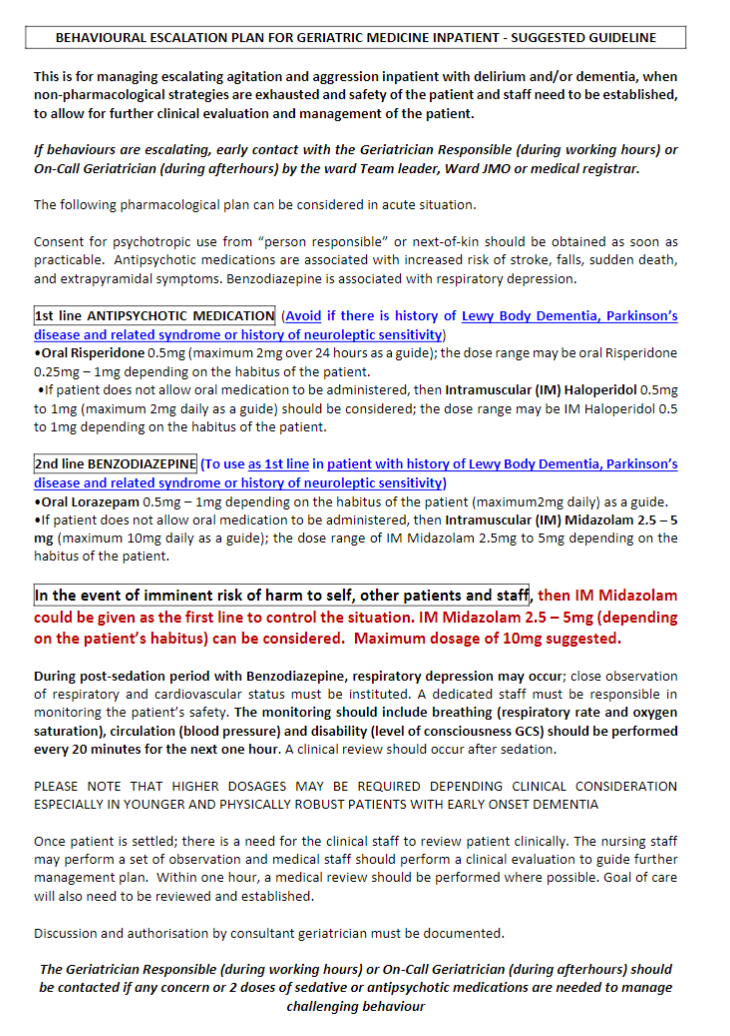 BEHAVIOURAL ESCALATION PLAN FOR GERIATRIC MEDICINE INPATIENT - SUGGESTED GUIDELINE
This is for managing escalating agitation and aggression inpatient with delirium and/or dementia, when
non-pharmacological strategies are exhausted and safety of the patient and staff need to be established,
to allow for further clinical evaluation and management of the patient.
If behaviours are escalating, early contact with the Geriatrician Responsible (during working hours) or
On-Call Geriatrician (during afterhours) by the ward Team leader, Ward JMO or medical registrar.
The following pharmacological plan can be considered in acute situation.
Consent for psychotropic use from “person responsible” or next-of-kin should be obtained as soon as
practicable. Antipsychotic medications are associated with increased risk of stroke, falls, sudden death,
and extrapyramidal symptoms. Benzodiazepine is associated with respiratory depression.
1st line ANTIPSYCHOTIC MEDICATION (Avoid if there is history of Lewy Body Dementia, Parkinson’s
disease and related syndrome or history of neuroleptic sensitivity)
•Oral Risperidone 0.5mg (maximum 2mg over 24 hours as a guide); the dose range may be oral Risperidone
0.25mg – 1mg depending on the habitus of the patient.
•If patient does not allow oral medication to be administered, then Intramuscular (IM) Haloperidol 0.5mg
to 1mg (maximum 2mg daily as a guide) should be considered; the dose range may be IM Haloperidol 0.5
to 1mg depending on the habitus of the patient.
2nd line BENZODIAZEPINE (To use as 1st line in patient with history of Lewy Body Dementia, Parkinson’s
disease and related syndrome or history of neuroleptic sensitivity)
•Oral Lorazepam 0.5mg – 1mg depending on the habitus of the patient (maximum2mg daily) as a guide.
•If patient does not allow oral medication to be administered, then Intramuscular (IM) Midazolam 2.5 – 5
mg (maximum 10mg daily as a guide); the dose range of IM Midazolam 2.5mg to 5mg depending on the
habitus of the patient.
In the event of imminent risk of harm to self, other patients and staff, then IM Midazolam
could be given as the first line to control the situation. IM Midazolam 2.5 – 5mg (depending
on the patient’s habitus) can be considered. Maximum dosage of 10mg suggested.
During post-sedation period with Benzodiazepine, respiratory depression may occur; close observation
of respiratory and cardiovascular status must be instituted. A dedicated staff must be responsible in
monitoring the patient’s safety. The monitoring should include breathing (respiratory rate and oxygen
saturation), circulation (blood pressure) and disability (level of consciousness GCS) should be performed
every 20 minutes for the next one hour. A clinical review should occur after sedation.
PLEASE NOTE THAT HIGHER DOSAGES MAY BE REQUIRED DEPENDING CLINICAL CONSIDERATION
ESPECIALLY IN YOUNGER AND PHYSICALLY ROBUST PATIENTS WITH EARLY ONSET DEMENTIA
Once patient is settled; there is a need for the clinical staff to review patient clinically. The nursing staff
may perform a set of observation and medical staff should perform a clinical evaluation to guide further
management plan. Within one hour, a medical review should be performed where possible. Goal of care
will also need to be reviewed and established.
Discussion and authorisation by consultant geriatrician must be documented.
The Geriatrician Responsible (during working hours) or On-Call Geriatrician (during afterhours) should
be contacted if any concern or 2 doses of sedative or antipsychotic medications are needed to manage
challenging behaviour